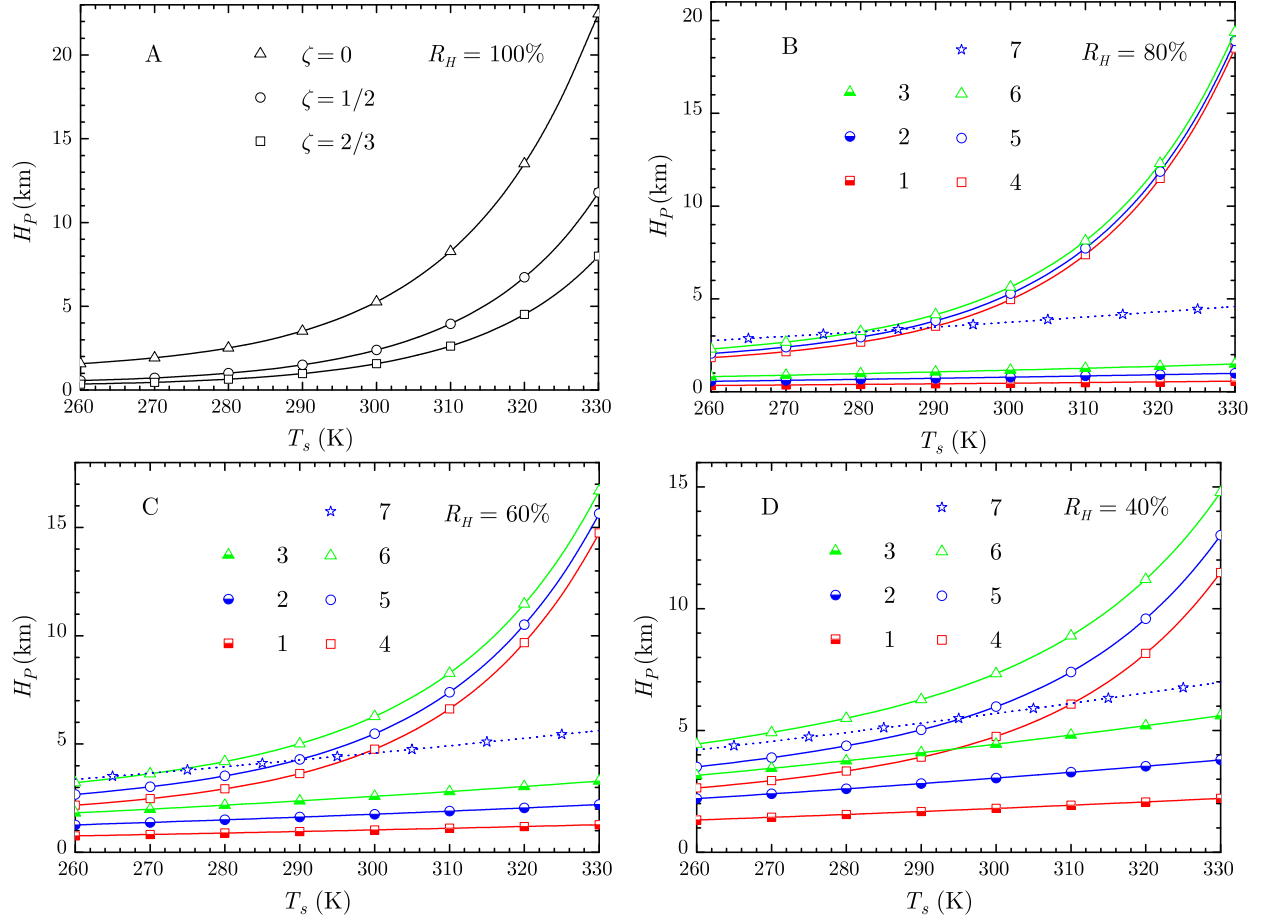 A
R_H = 100%
ζ = 0
ζ = 1/2
ζ = 2/3
H_P (km)
20
15
10
5
0
260 270 280 290 300 310 320 330
T_s (K)
B
7
R_H = 80%
3 6
2 5
1 4
H_P (km)
20
15
10
5
0
260 270 280 290 300 310 320 330
T_s (K)
C
7
R_H = 60%
3 6
2 5
1 4
H_P (km)
15
10
5
0
260 270 280 290 300 310 320 330
T_s (K)
D
7
R_H = 40%
3 6
2 5
1 4
H_P (km)
15
10
5
0
260 270 280 290 300 310 320 330
T_s (K)